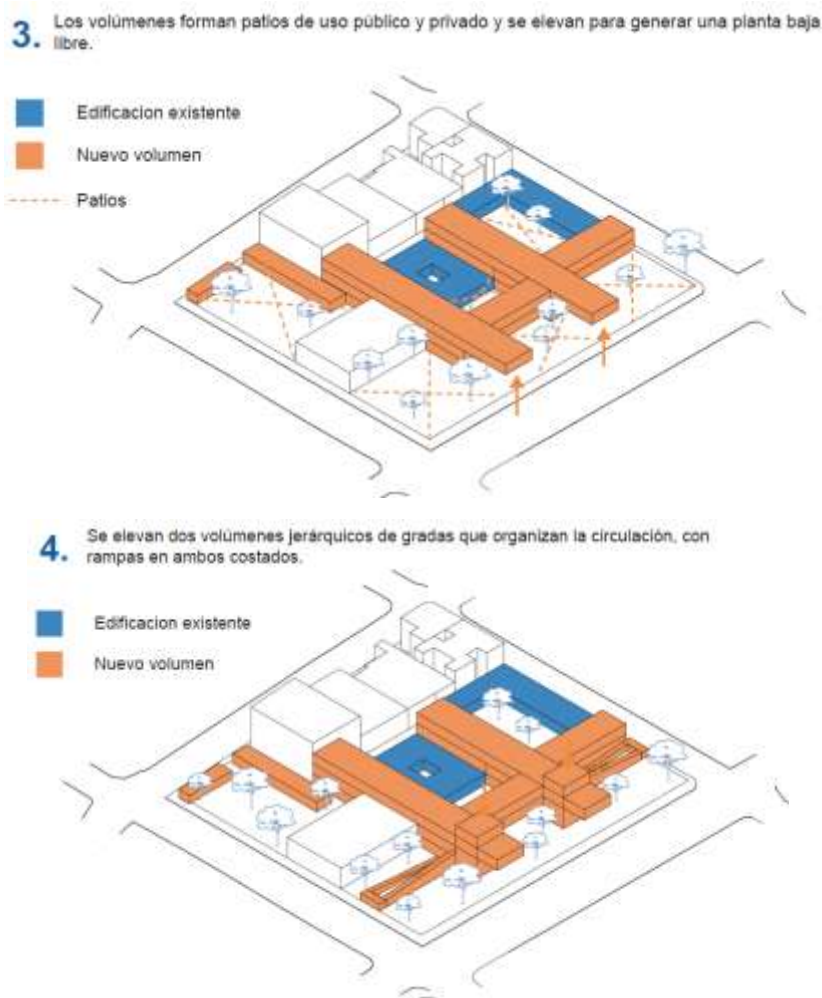 3. Los volúmenes forman patios de uso público y privado y se elevan para generar una planta baja
libre.
Edificacion existente
Nuevo volumen
Patios
4. Se elevan dos volúmenes jerárquicos de gradas que organizan la circulación, con
rampas en ambos costados.
Edificacion existente
Nuevo volumen